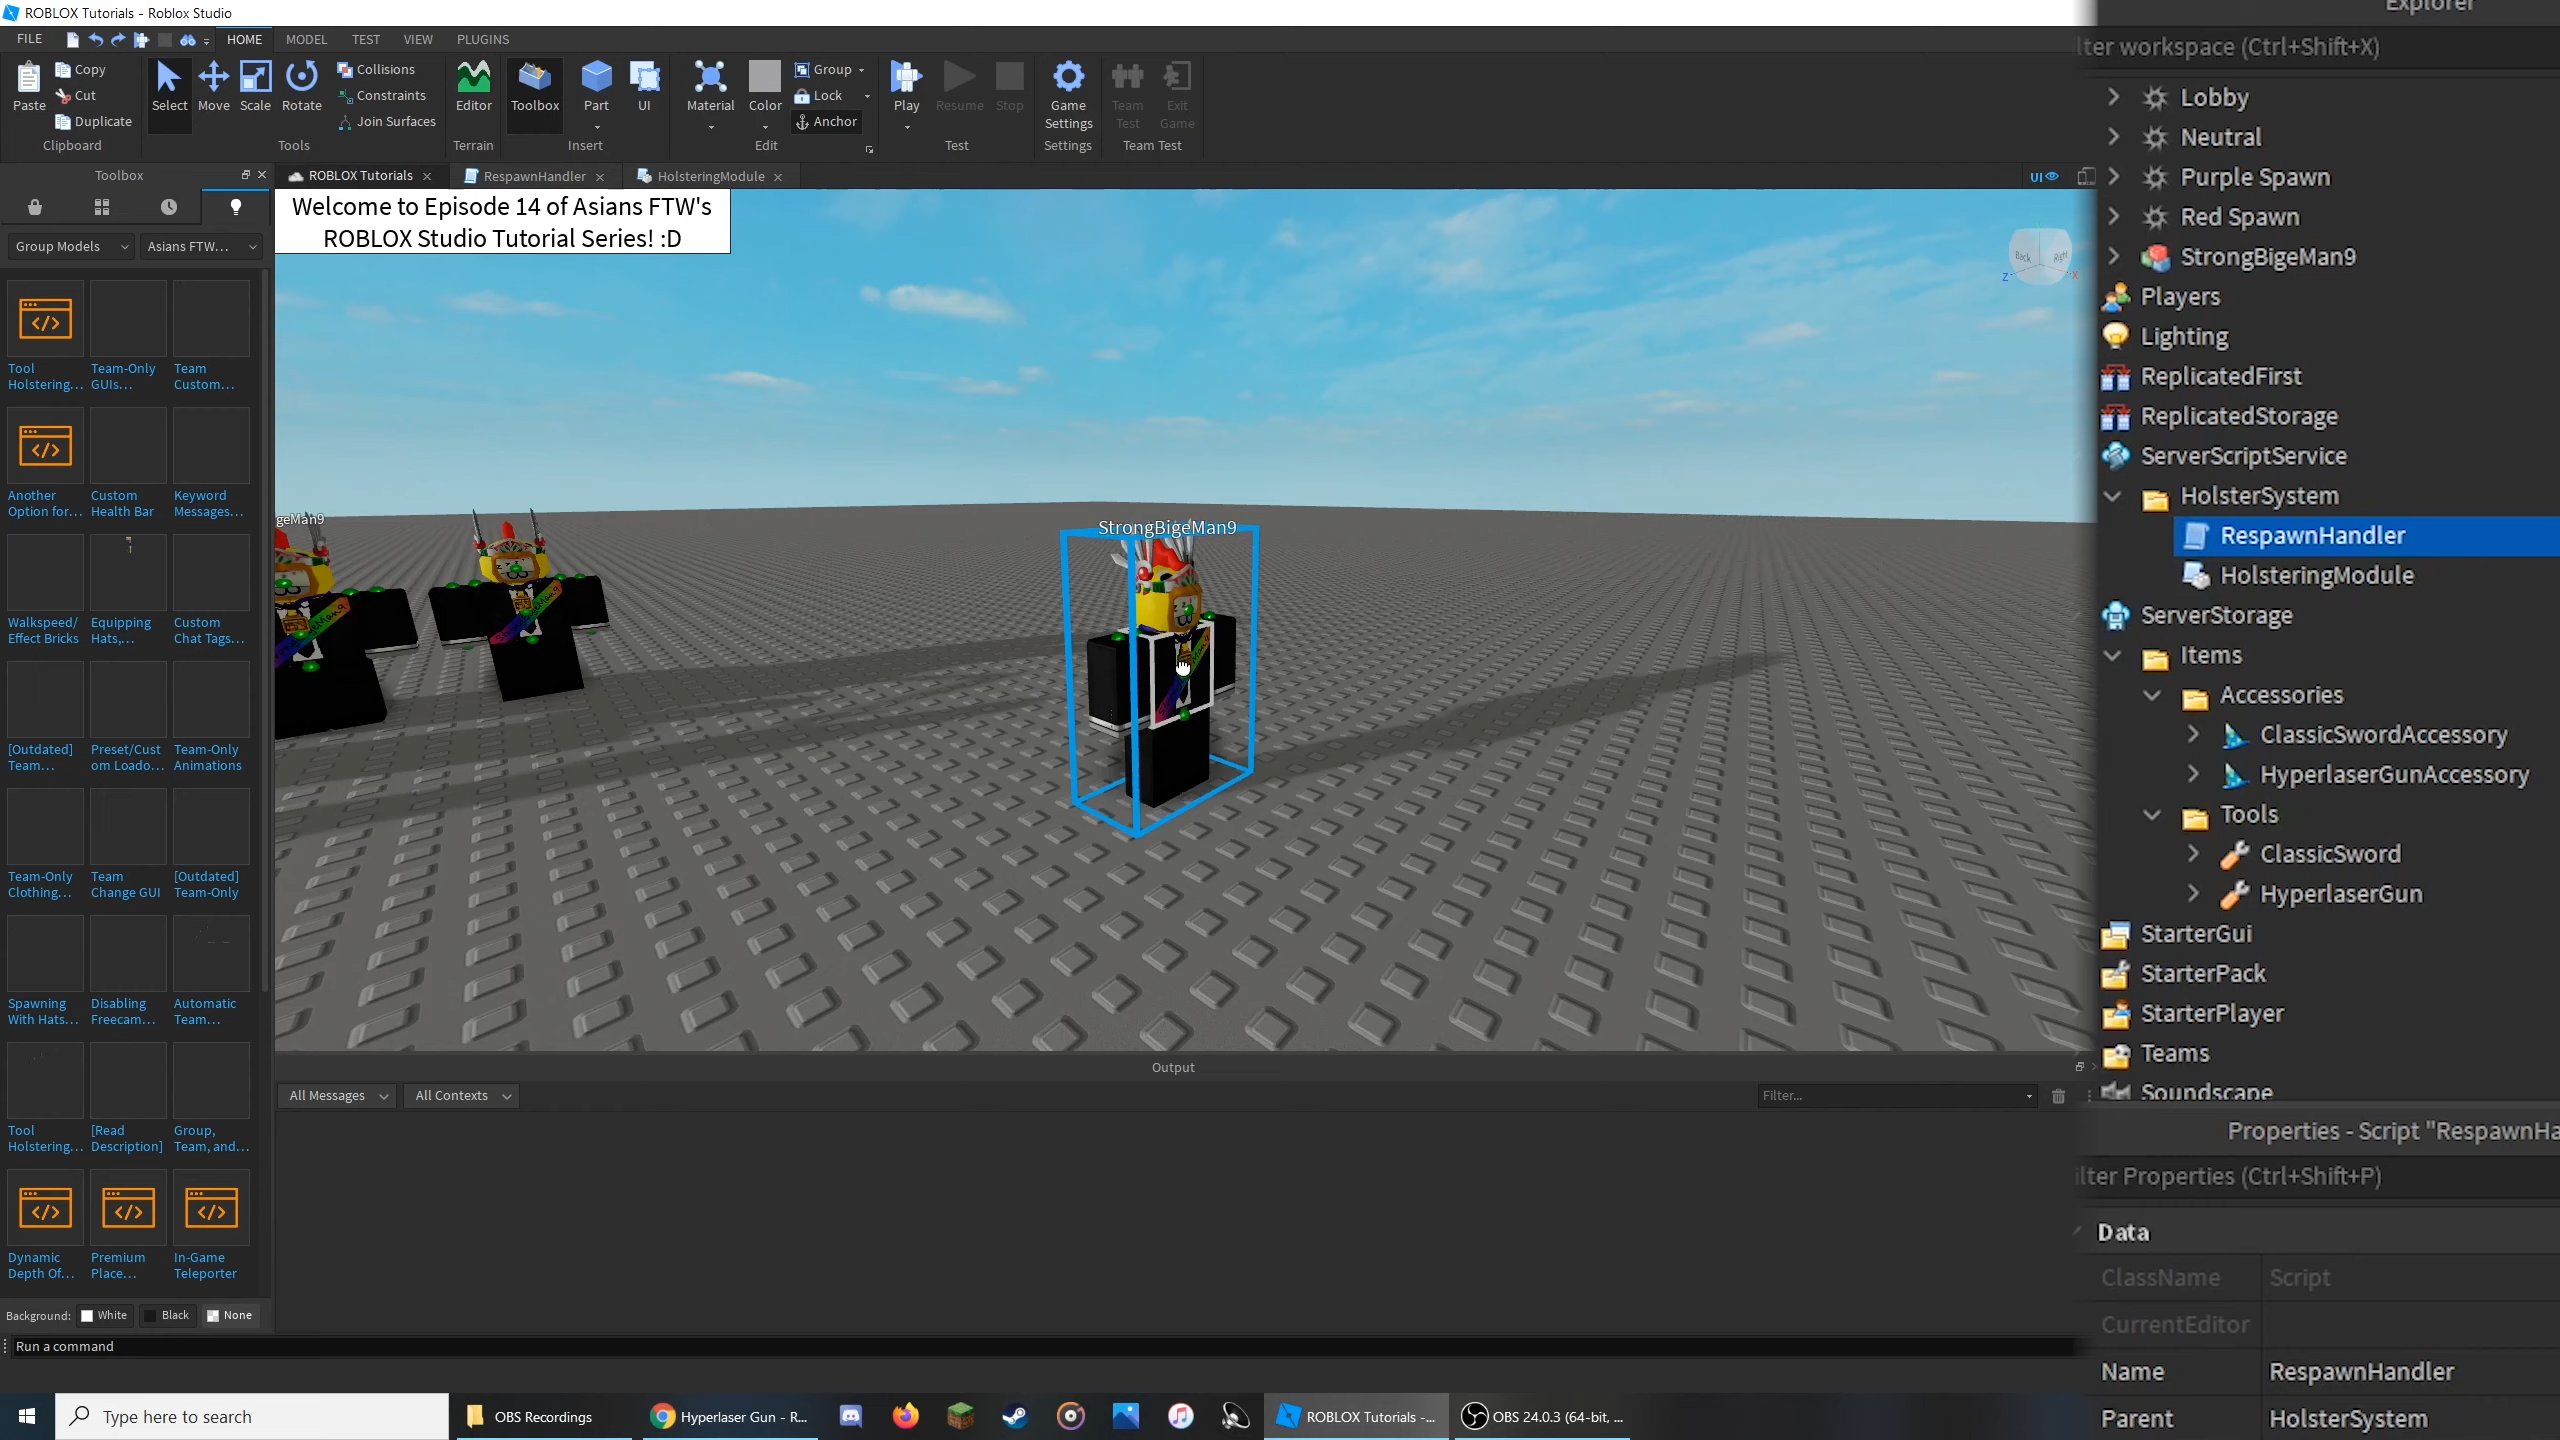 ROBLOX Tutorials - Roblox Studio
FILE HOME MODEL TEST VIEW PLUGINS
Paste
Copy
Cut
Duplicate
Clipboard
Select Move Scale Rotate
Collisions
Constraints
Join Surfaces
Tools
Editor
Terrain
Toolbox Part UI
Insert
Material Color
Group
Lock
Anchor
Edit
Play Resume Stop
Test
Game
Settings
Settings
Team
Test
Exit
Game
Team Test
Toolbox
ROBLOX Tutorials RespawnHandler HolsteringModule
UI
Group Models Asians FTW...
Tool
Holstering...
Team-Only
GUIs...
Team
Custom...
Another
Option for...
Custom
Health Bar
Keyword
Messages...
Walkspeed/
Effect Bricks
Equipping
Hats,...
Custom
Chat Tags...
[Outdated]
Team...
Preset/Cust
om Loado...
Team-Only
Animations
Team-Only
Clothing...
Team
Change GUI
[Outdated]
Team-Only
Spawning
With Hats...
Disabling
Freecam...
Automatic
Team...
Tool
Holstering...
[Read
Description]
Group,
Team, and...
Dynamic
Depth Of...
Premium
Place...
In-Game
Teleporter
Background: White Black None
Run a command
Welcome to Episode 14 of Asians FTW's
ROBLOX Studio Tutorial Series! :D
Back Right
Z X
geMan9
StrongBigeMan9
Output
All Messages All Contexts Filter...
Explorer
lter workspace (Ctrl+Shift+X)
Lobby
Neutral
Purple Spawn
Red Spawn
StrongBigeMan9
Players
Lighting
ReplicatedFirst
ReplicatedStorage
ServerScriptService
HolsterSystem
RespawnHandler
HolsteringModule
ServerStorage
Items
Accessories
ClassicSwordAccessory
HyperlaserGunAccessory
Tools
ClassicSword
HyperlaserGun
StarterGui
StarterPack
StarterPlayer
Teams
Soundscape
Properties - Script "RespawnHa
ilter Properties (Ctrl+Shift+P)
Data
ClassName Script
CurrentEditor
Name RespawnHandler
Parent HolsterSystem
Type here to search
OBS Recordings
Hyperlaser Gun - R...
ROBLOX Tutorials -...
OBS 24.0.3 (64-bit, ...